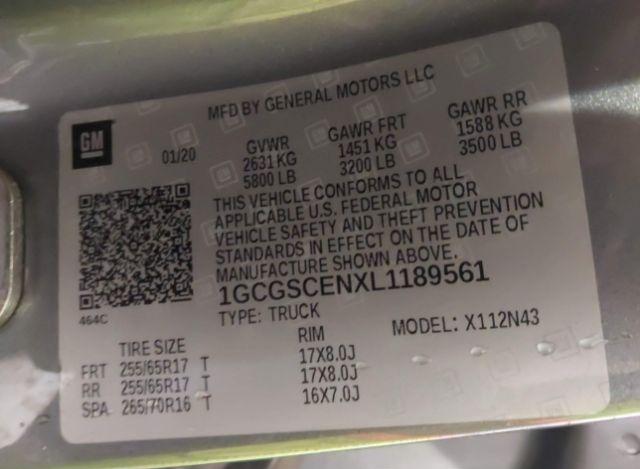 MFD BY GENERAL MOTORS LLC
GM
01/20 GVWR GAWR FRT GAWR RR
2631 KG 1451 KG 1588 KG
5800 LB 3200 LB 3500 LB
THIS VEHICLE CONFORMS TO ALL
APPLICABLE U.S. FEDERAL MOTOR
VEHICLE SAFETY AND THEFT PREVENTION
STANDARDS IN EFFECT ON THE DATE OF
MANUFACTURE SHOWN ABOVE.
1GCGSCENXL1189561
464C
TYPE: TRUCK MODEL: X112N43
TIRE SIZE RIM
FRT 255/65R17 T 17X8.0J
RR 255/65R17 T 17X8.0J
SPA 265/70R16 T 16X7.0J